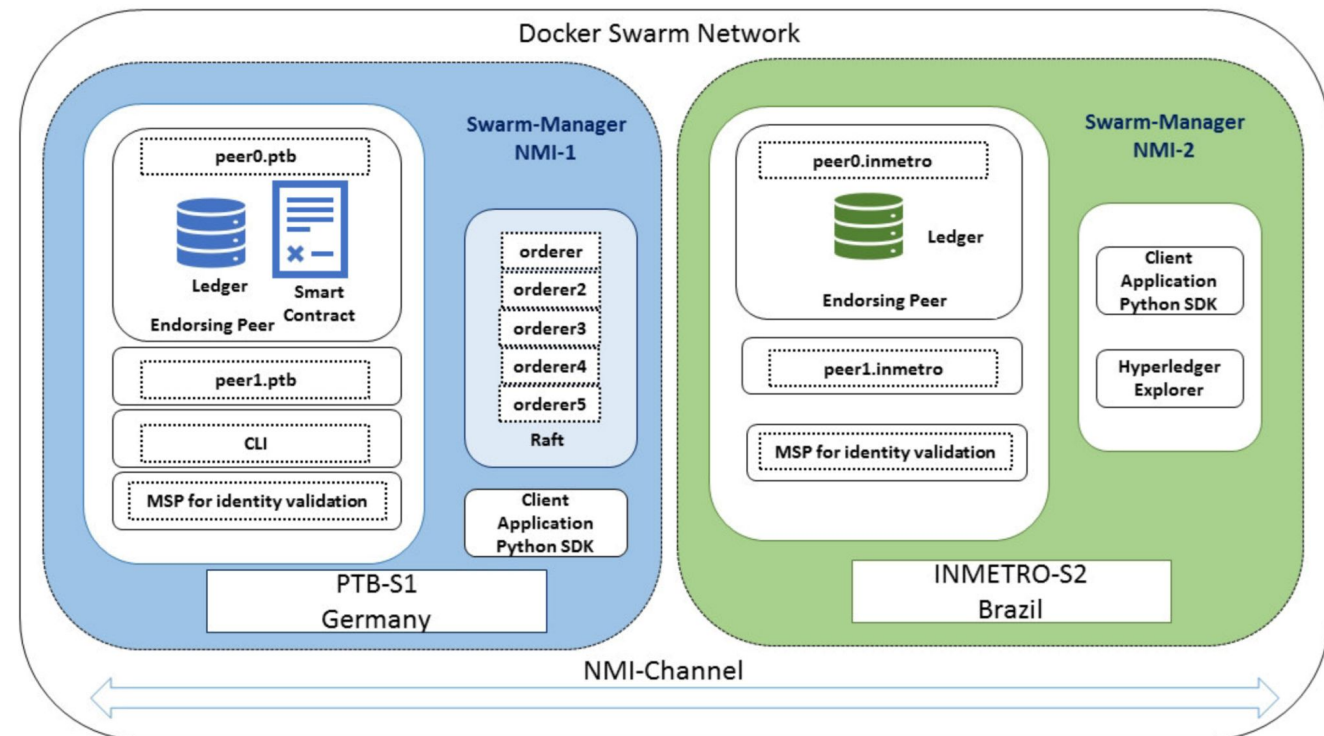 Docker Swarm Network
Swarm-Manager
NMI-1
peer0.ptb
Ledger
Smart
Contract
Endorsing Peer
peer1.ptb
CLI
MSP for identity validation
orderer
orderer2
orderer3
orderer4
orderer5
Raft
Client
Application
Python SDK
PTB-S1
Germany
Swarm-Manager
NMI-2
peer0.inmetro
Ledger
Endorsing Peer
peer1.inmetro
MSP for identity validation
Client
Application
Python SDK
Hyperledger
Explorer
INMETRO-S2
Brazil
NMI-Channel